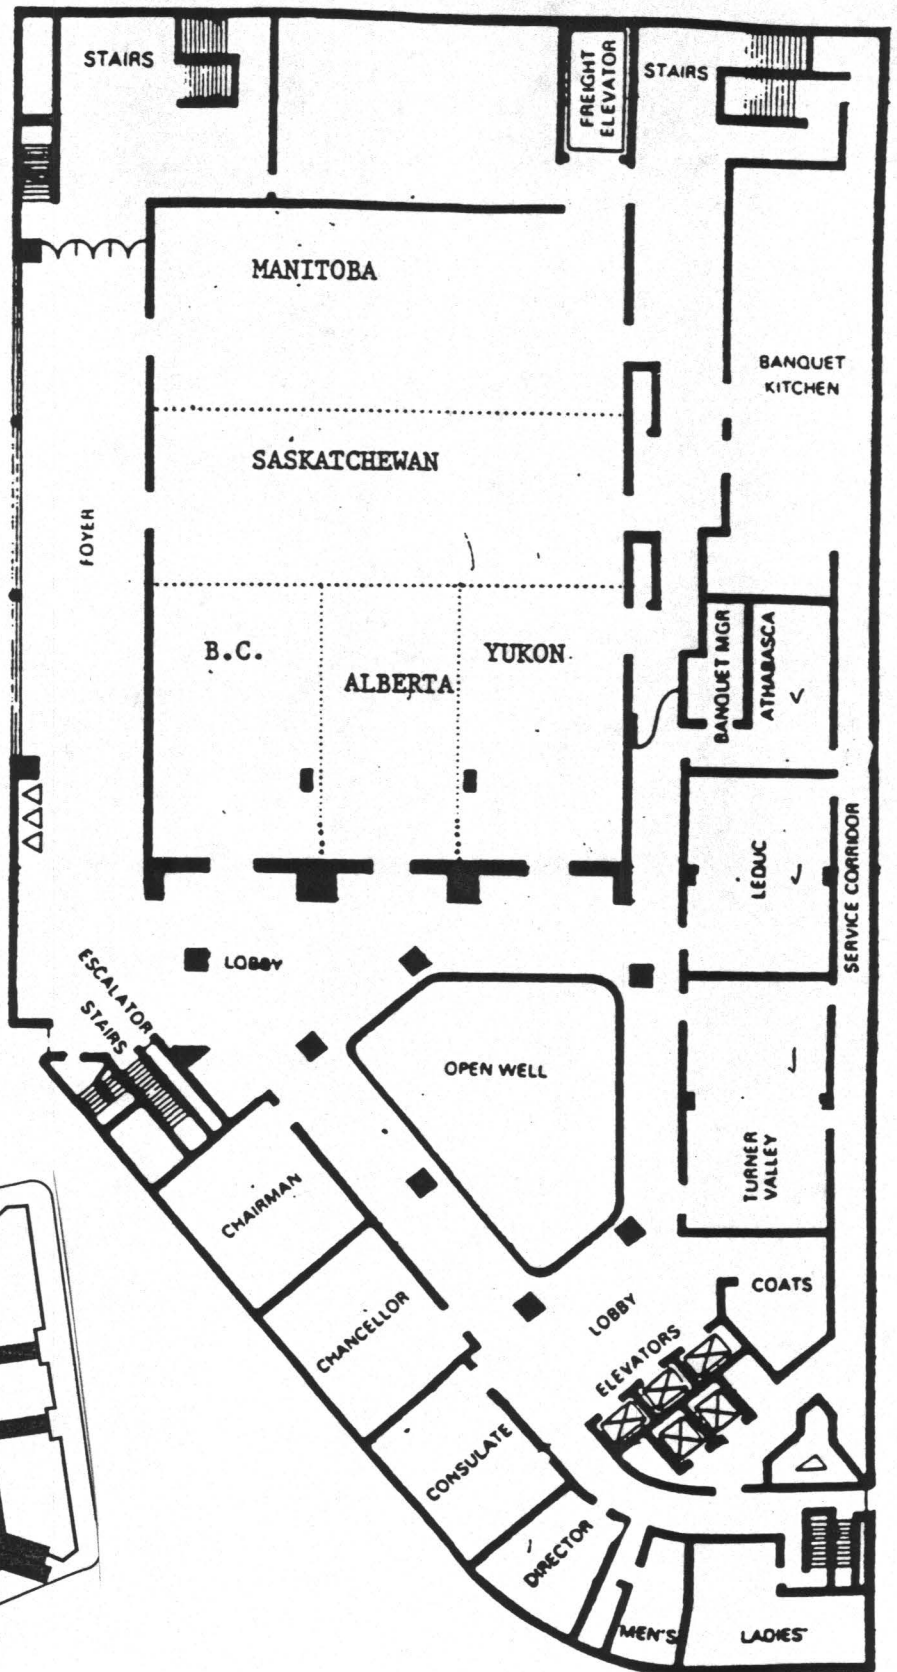 STAIRS
FREIGHT
ELEVATOR
STAIRS
MANITOBA
BANQUET
KITCHEN
SASKATCHEWAN
FOYER
B.C.
ALBERTA
YUKON
BANQUET MGR
ATHABASCA
LEDUC
SERVICE CORRIDOR
LOBBY
ESCALATOR
STAIRS
OPEN WELL
TURNER
VALLEY
CHAIRMAN
COATS
LOBBY
CHANCELLOR
ELEVATORS
CONSULATE
DIRECTOR
MEN'S
LADIES'